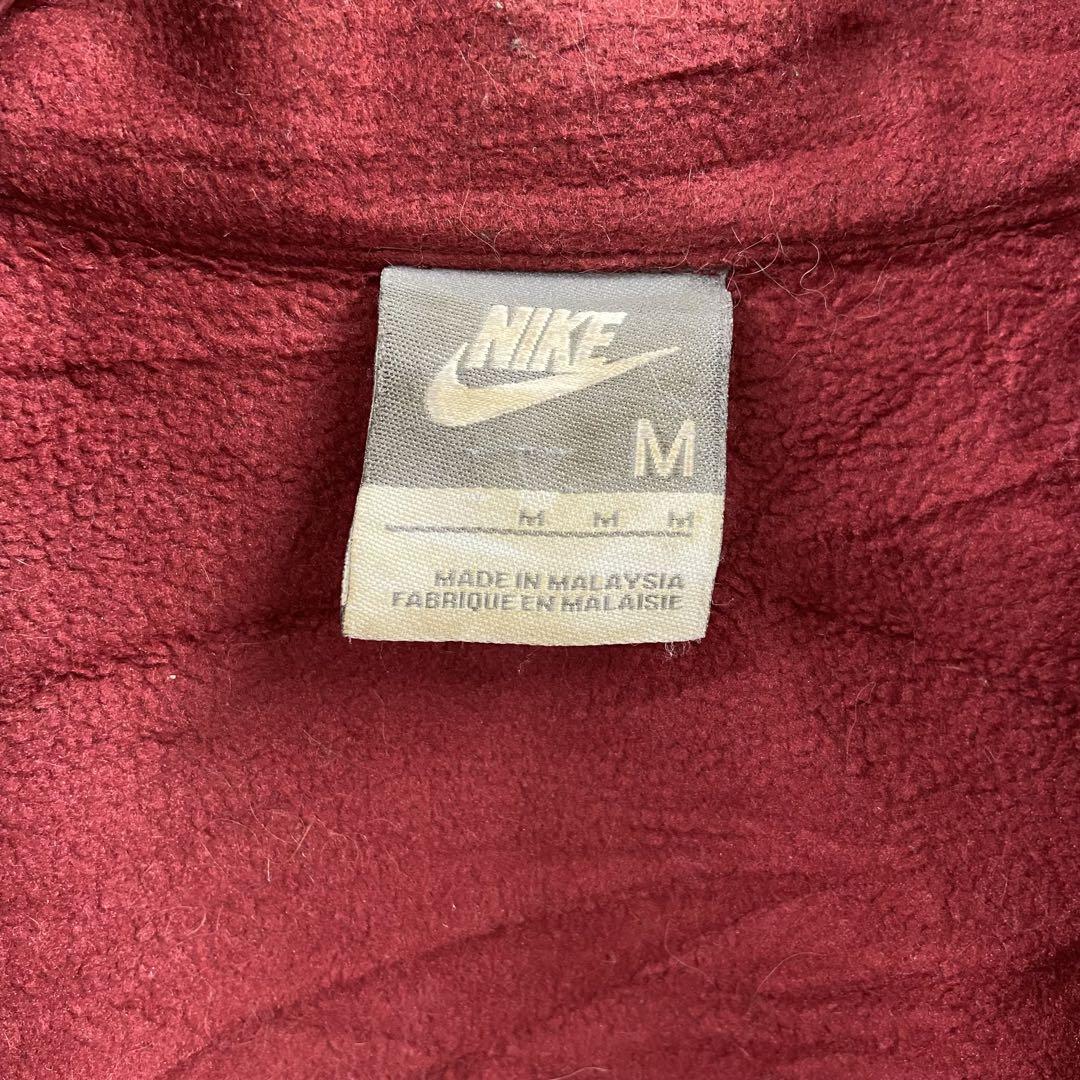 NIKE
M
M M M
MADE IN MALAYSIA
FABRIQUE EN MALAISIE